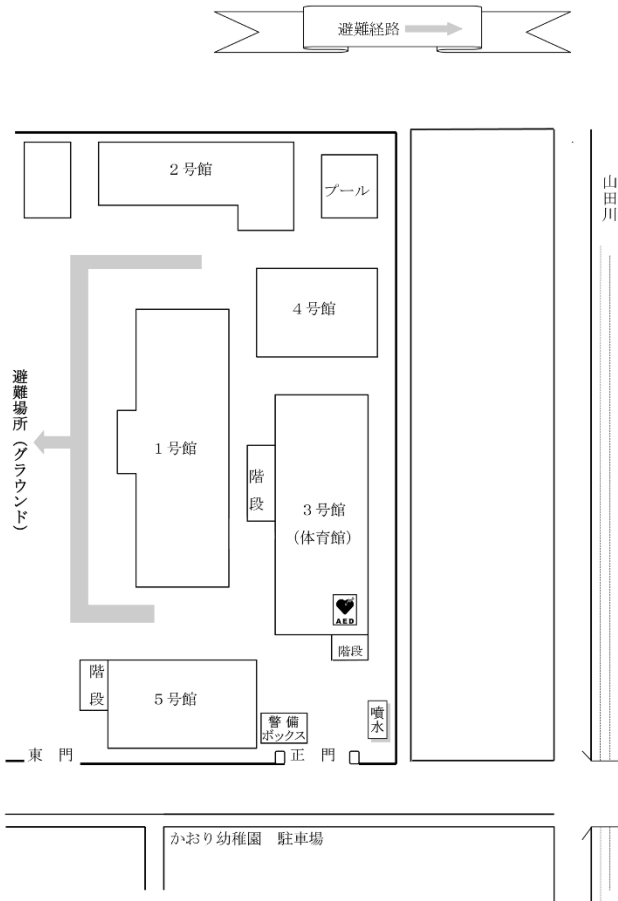 避難経路
2号館
プール
山田川
4号館
避難場所（グラウンド）
1号館
階段
3号館
（体育館）
AED
階段
階段
5号館
噴水
警備
ボックス
東門
正門
かおり幼稚園 駐車場